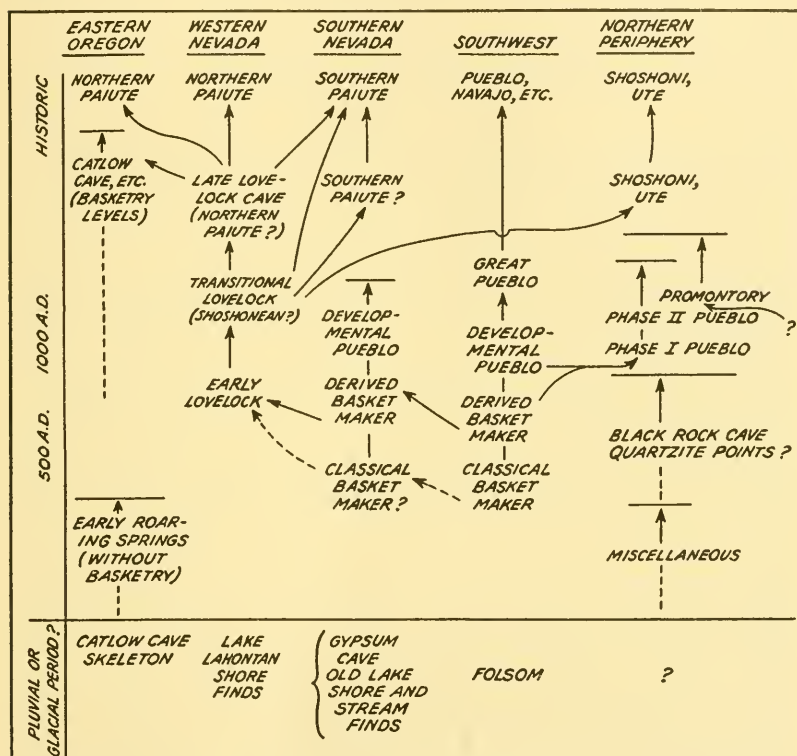 EASTERN
OREGON
WESTERN
NEVADA
SOUTHERN
NEVADA
SOUTHWEST
NORTHERN
PERIPHERY
HISTORIC
NORTHERN
PAIUTE
NORTHERN
PAIUTE
SOUTHERN
PAIUTE
PUEBLO,
NAVAJO, ETC.
SHOSHONI,
UTE
CATLOW
CAVE, ETC.
(BASKETRY
LEVELS)
LATE LOVE-
LOCK CAVE
(NORTHERN
PAIUTE?)
SOUTHERN
PAIUTE?
SHOSHONI,
UTE
1000 A.D.
TRANSITIONAL
LOVELOCK
(SHOSHONEAN?)
GREAT
PUEBLO
PROMONTORY
?
PHASE II PUEBLO
DEVELOP-
MENTAL
PUEBLO
DEVELOP-
MENTAL
PUEBLO
PHASE I PUEBLO
500 A.D.
EARLY
LOVELOCK
DERIVED
BASKET
MAKER
DERIVED
BASKET
MAKER
BLACK ROCK CAVE
QUARTZITE POINTS?
CLASSICAL
BASKET
MAKER?
CLASSICAL
BASKET
MAKER
EARLY ROAR-
ING SPRINGS
(WITHOUT
BASKETRY)
MISCELLANEOUS
PLUVIAL OR
GLACIAL PERIOD?
CATLOW CAVE
SKELETON
LAKE
LAHONTAN
SHORE
FINDS
GYPSUM
CAVE
OLD LAKE
SHORE AND
STREAM
FINDS
FOLSOM
?